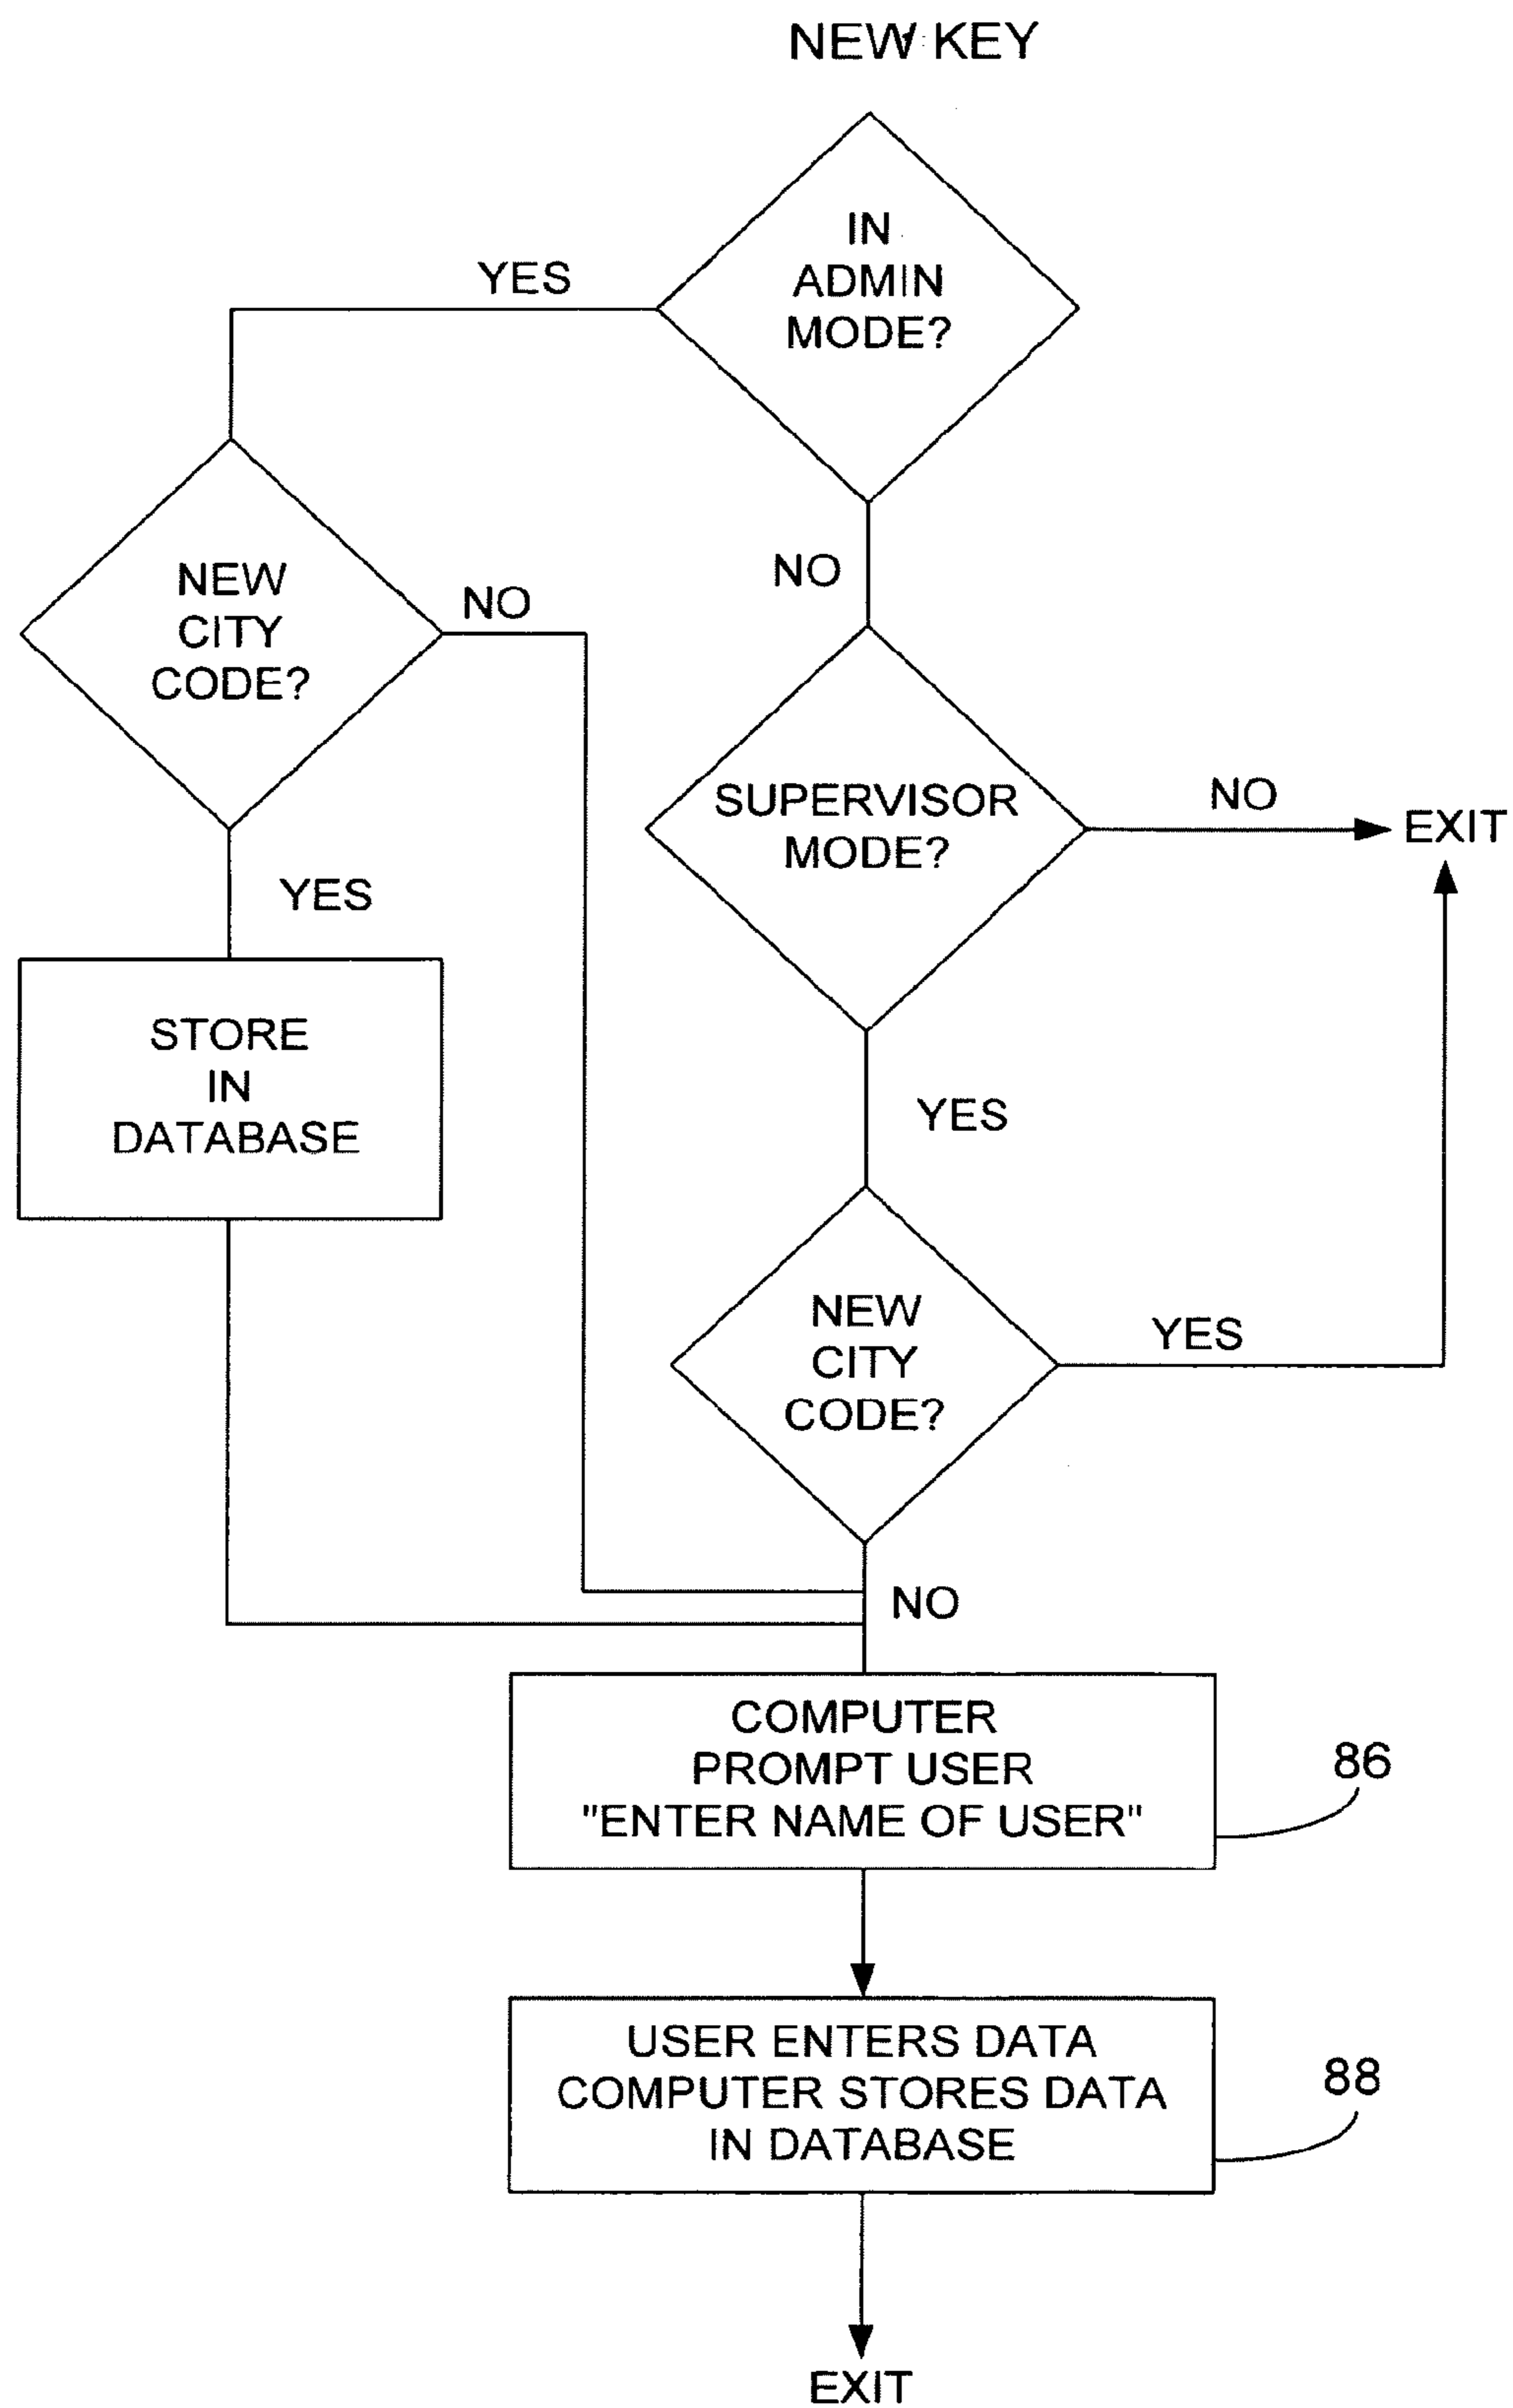 NEW KEY
IN
ADMIN
MODE?
YES
NO
NEW
CITY
CODE?
NO
YES
SUPERVISOR
MODE?
NO
EXIT
YES
STORE
IN
DATABASE
NEW
CITY
CODE?
YES
NO
COMPUTER
PROMPT USER
"ENTER NAME OF USER"
86
USER ENTERS DATA
COMPUTER STORES DATA
IN DATABASE
88
EXIT